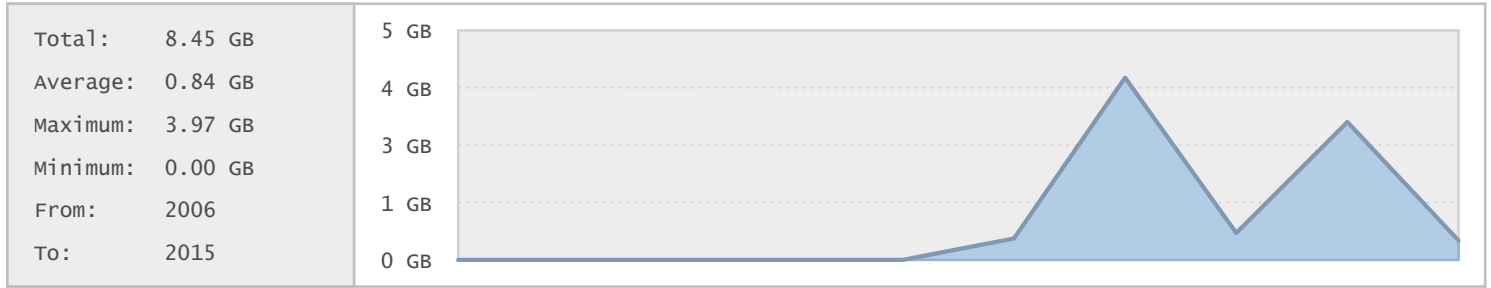 Total: 8.45 GB
Average: 0.84 GB
Maximum: 3.97 GB
Minimum: 0.00 GB
From: 2006
To: 2015
5 GB
4 GB
3 GB
1 GB
0 GB